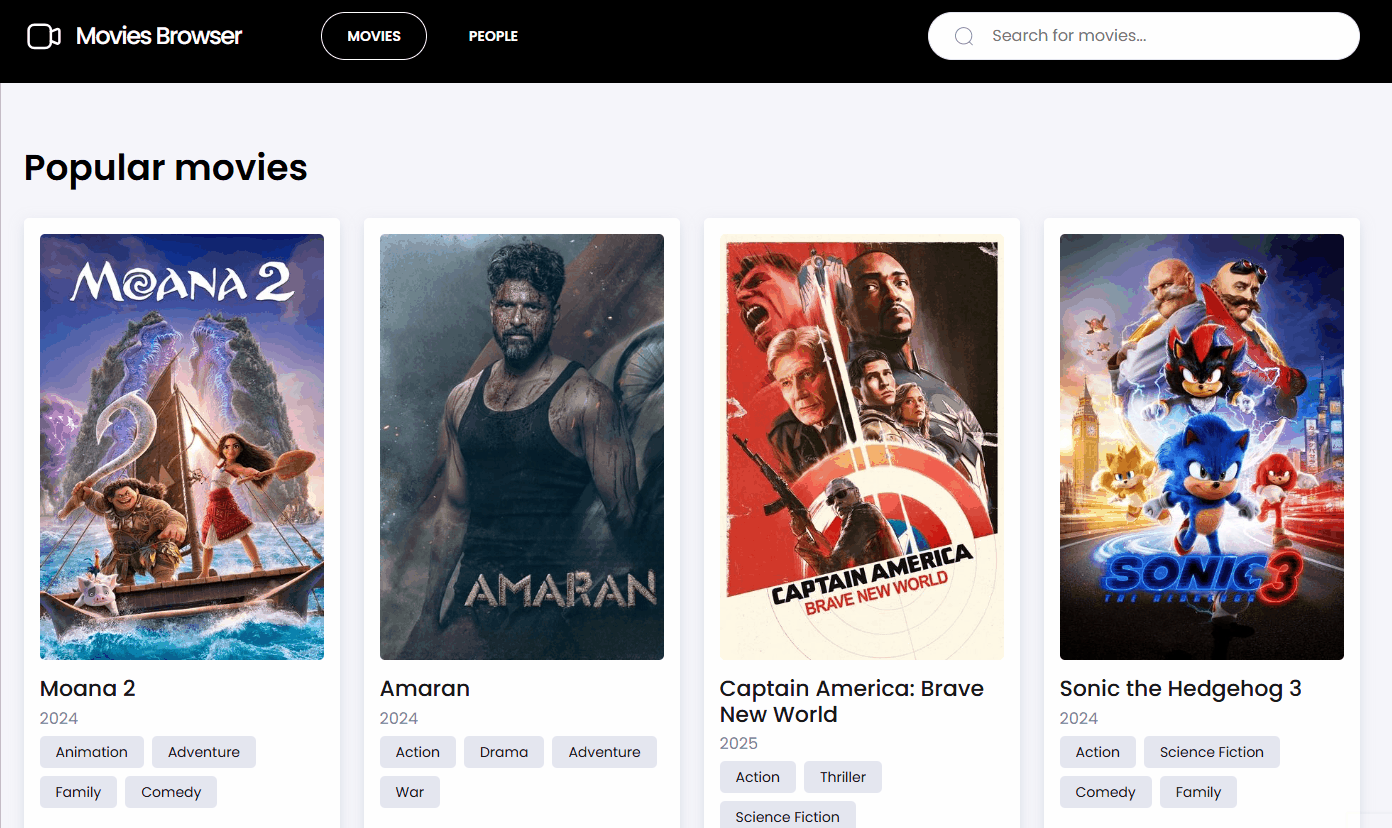 Movies Browser
MOVIES
PEOPLE
Search for movies...
Popular movies
MOANA 2
AMARAN
CAPTAIN AMERICA
BRAVE NEW WORLD
SONIC 3
THE HEDGEHOG
Moana 2
2024
Animation
Adventure
Family
Comedy
Amaran
2024
Action
Drama
Adventure
War
Captain America: Brave
New World
2025
Action
Thriller
Science Fiction
Sonic the Hedgehog 3
2024
Action
Science Fiction
Comedy
Family